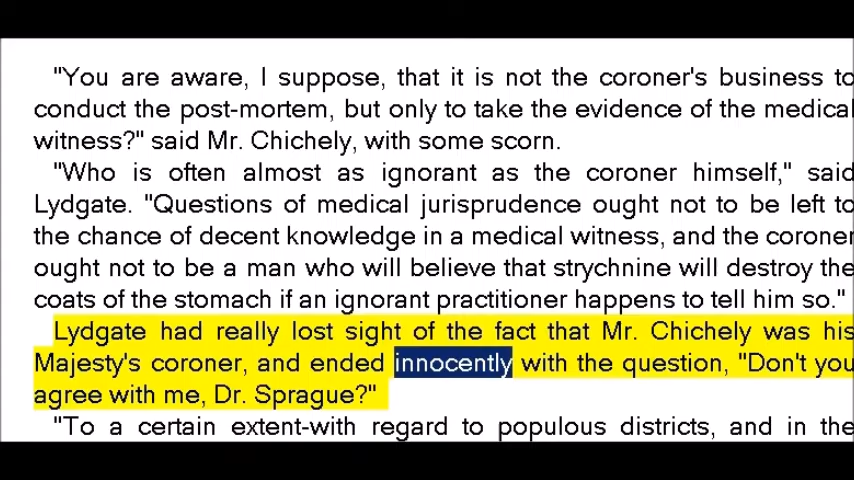 "You are aware, I suppose, that it is not the coroner's business to
conduct the post-mortem, but only to take the evidence of the medical
witness?" said Mr. Chichely, with some scorn.
"Who is often almost as ignorant as the coroner himself," said
Lydgate. "Questions of medical jurisprudence ought not to be left to
the chance of decent knowledge in a medical witness, and the coroner
ought not to be a man who will believe that strychnine will destroy the
coats of the stomach if an ignorant practitioner happens to tell him so."
Lydgate had really lost sight of the fact that Mr. Chichely was his
Majesty's coroner, and ended innocently with the question, "Don't you
agree with me, Dr. Sprague?"
"To a certain extent-with regard to populous districts, and in the